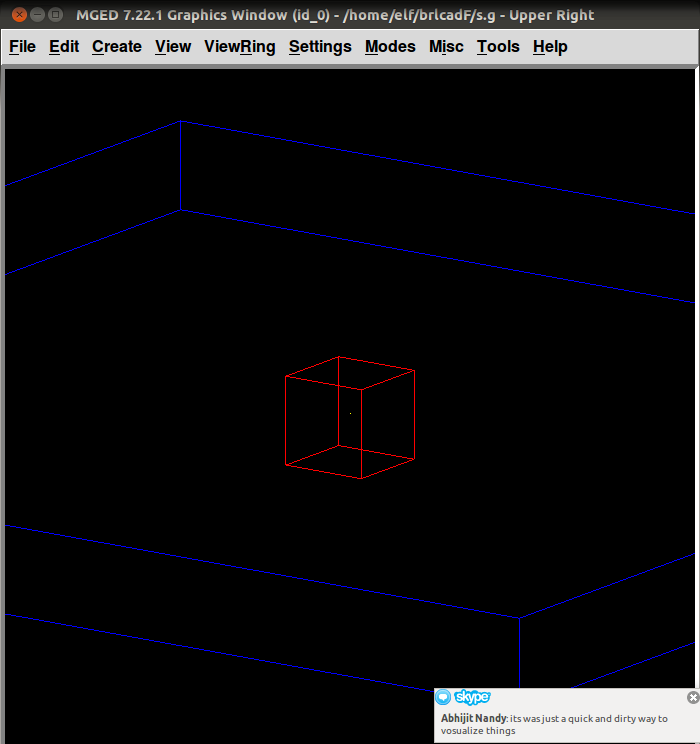 MGED 7.22.1 Graphics Window (id_0) - /home/elf/brlcadF/s.g - Upper Right
File Edit Create View ViewRing Settings Modes Misc Tools Help
skype
Abhijit Nandy: its was just a quick and dirty way to
vosualize things